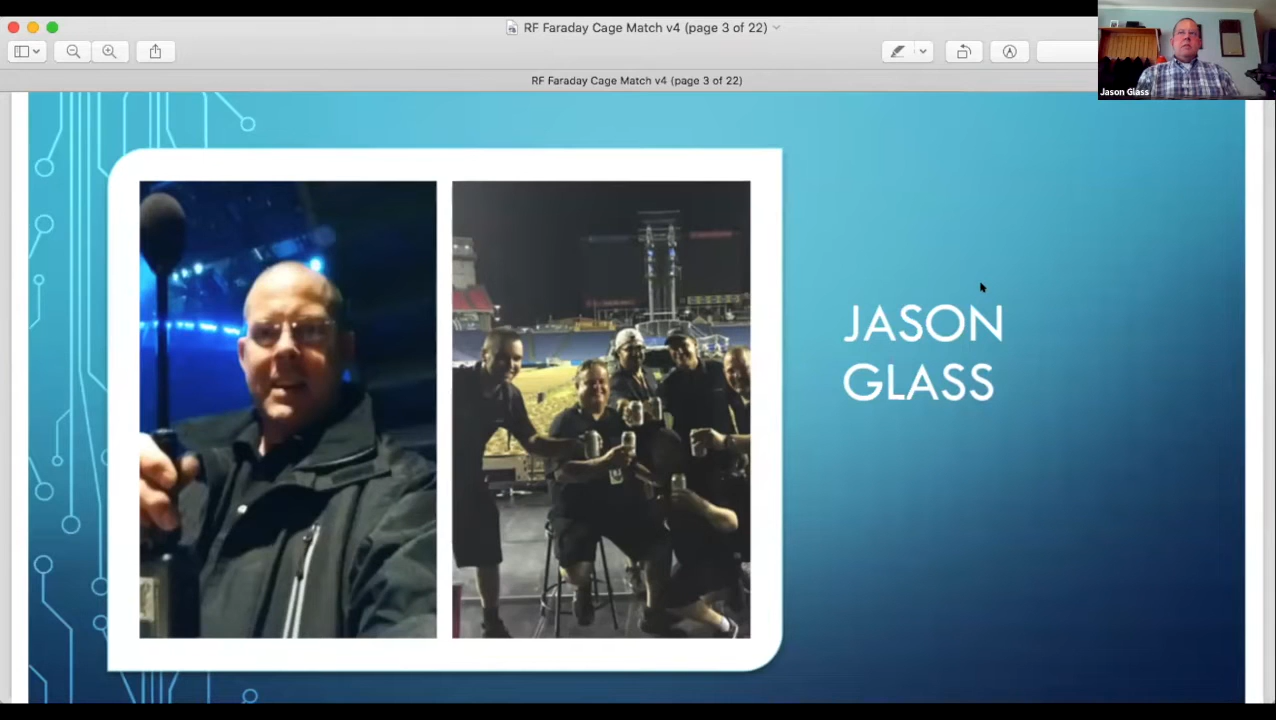 RF Faraday Cage Match v4 (page 3 of 22)
RF Faraday Cage Match v4 (page 3 of 22)
Jason Glass
JASON
GLASS